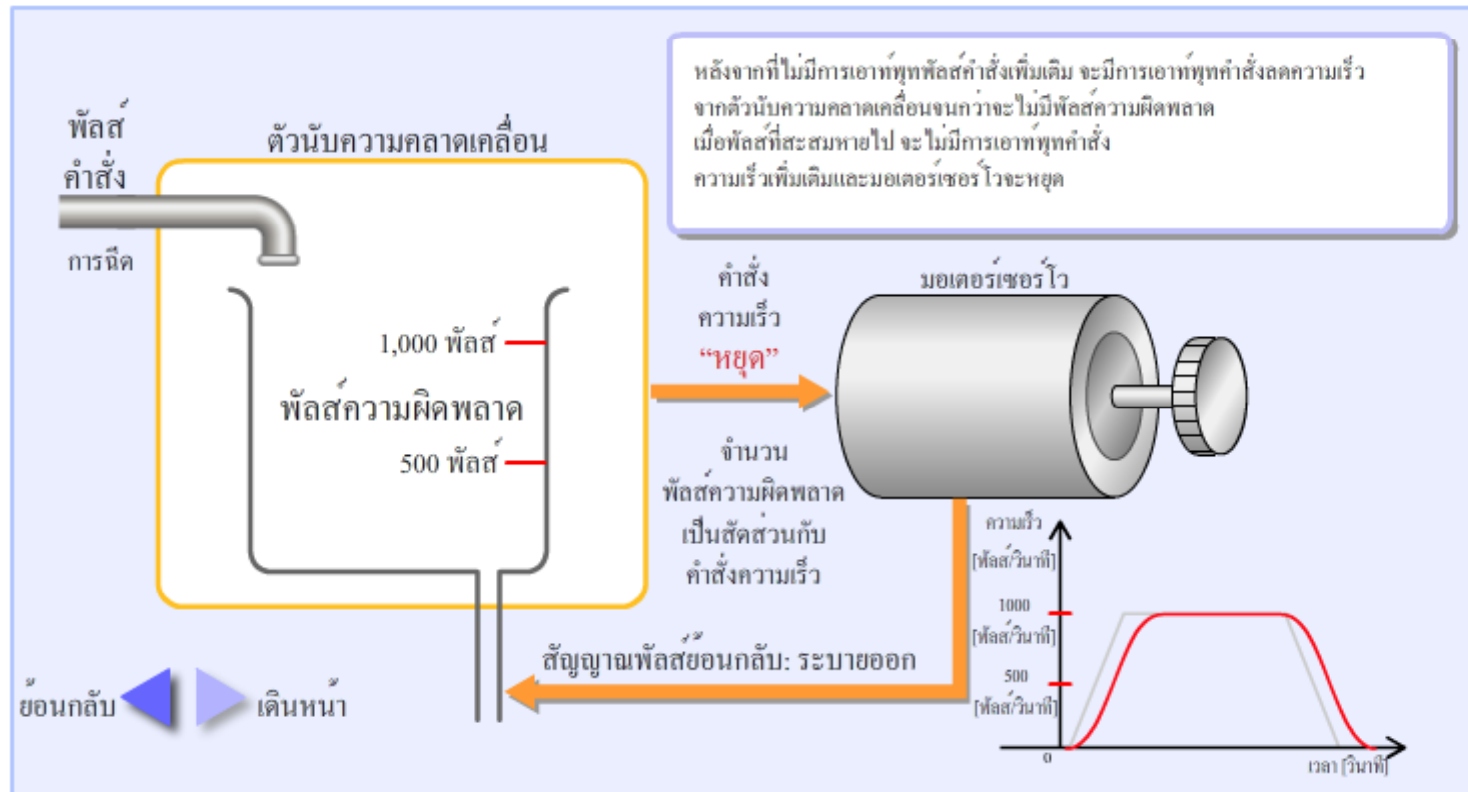 หลังจากที่ไม่มีการเอาท์พุทพัลส์คำสั่งเพิ่มเติม จะมีการเอาท์พุทคำสั่งลดความเร็ว
จากตัวนับความคลาดเคลื่อนจนกว่าจะไม่มีพัลส์ความผิดพลาด
เมื่อพัลส์ที่สะสมหายไป จะไม่มีการเอาท์พุทคำสั่ง
ความเร็วเพิ่มเติมและมอเตอร์เซอร์โวจะหยุด
พัลส์
คำสั่ง
การฉีด
ตัวนับความคลาดเคลื่อน
1,000 พัลส์
พัลส์ความผิดพลาด
500 พัลส์
คำสั่ง
ความเร็ว
“หยุด”
มอเตอร์เซอร์โว
จำนวน
พัลส์ความผิดพลาด
เป็นสัดส่วนกับ
คำสั่งความเร็ว
สัญญาณพัลส์ย้อนกลับ: ระบายออก
ย้อนกลับ
เดินหน้า
ความเร็ว
[พัลส์/วินาที]
1000
[พัลส์/วินาที]
500
[พัลส์/วินาที]
0
เวลา [วินาที]